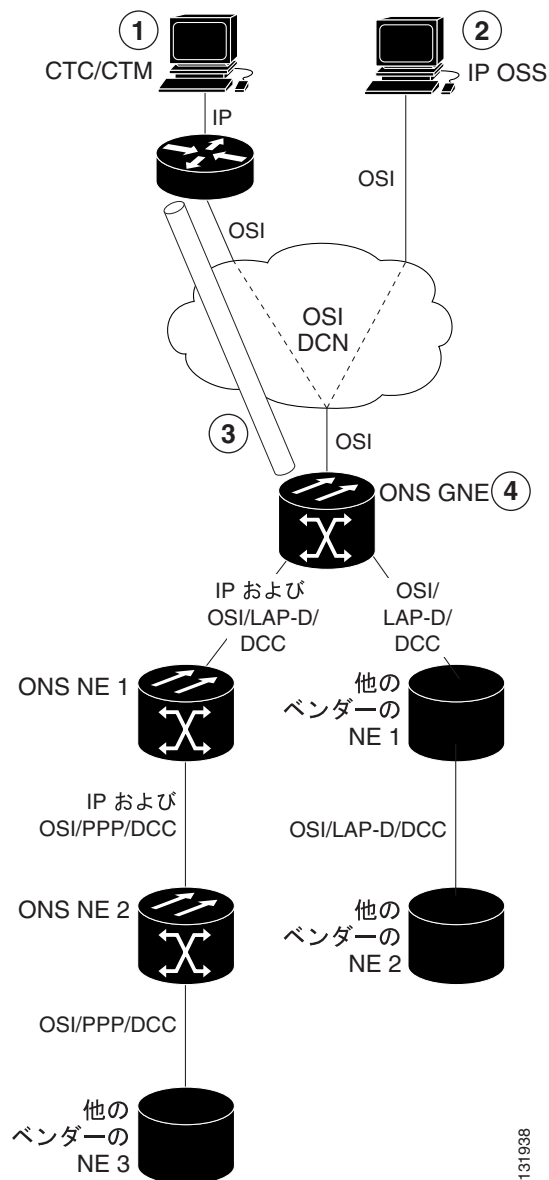 1
2
CTC/CTM
IP OSS
IP
OSI
OSI
OSI
DCN
3
OSI
ONS GNE
4
IP および
OSI/LAP-D/
DCC
OSI/
LAP-D/
DCC
ONS NE 1
他の
ベンダーの
NE 1
IP および
OSI/PPP/DCC
OSI/LAP-D/DCC
ONS NE 2
他の
ベンダーの
NE 2
OSI/PPP/DCC
他の
ベンダーの
NE 3
131938